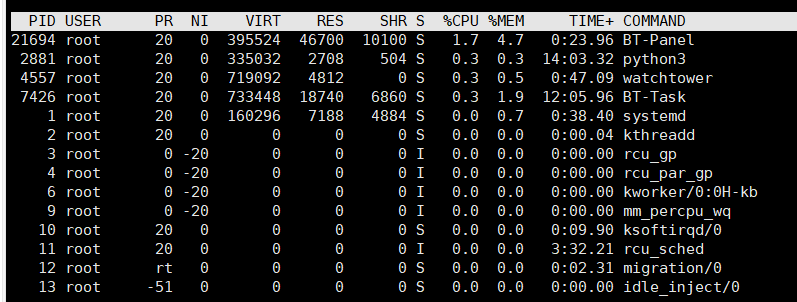 PID USER PR NI VIRT RES SHR S %CPU %MEM TIME+ COMMAND
21694 root 20 0 395524 46700 10100 S 1.7 4.7 0:23.96 BT-Panel
2881 root 20 0 335032 2708 504 S 0.3 0.3 14:03.32 python3
4557 root 20 0 719092 4812 0 S 0.3 0.5 0:47.09 watchtower
7426 root 20 0 733448 18740 6860 S 0.3 1.9 12:05.96 BT-Task
1 root 20 0 160296 7188 4884 S 0.0 0.7 0:38.40 systemd
2 root 20 0 0 0 0 S 0.0 0.0 0:00.04 kthreadd
3 root 0 -20 0 0 0 I 0.0 0.0 0:00.00 rcu_gp
4 root 0 -20 0 0 0 I 0.0 0.0 0:00.00 rcu_par_gp
6 root 0 -20 0 0 0 I 0.0 0.0 0:00.00 kworker/0:0H-kb
9 root 0 -20 0 0 0 I 0.0 0.0 0:00.00 mm_percpu_wq
10 root 20 0 0 0 0 S 0.0 0.0 0:09.90 ksoftirqd/0
11 root 20 0 0 0 0 I 0.0 0.0 3:32.21 rcu_sched
12 root rt 0 0 0 0 S 0.0 0.0 0:02.31 migration/0
13 root -51 0 0 0 0 S 0.0 0.0 0:00.00 idle_inject/0